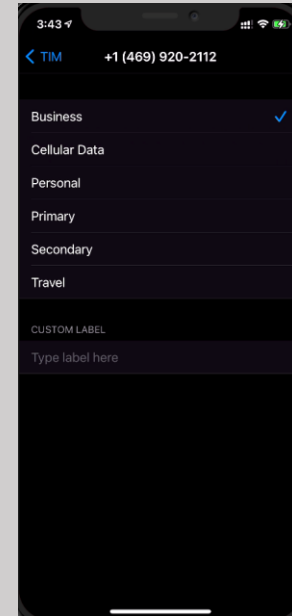 3:43
TIM
+1 (469) 920-2112
Business
Cellular Data
Personal
Primary
Secondary
Travel
CUSTOM LABEL
Type label here